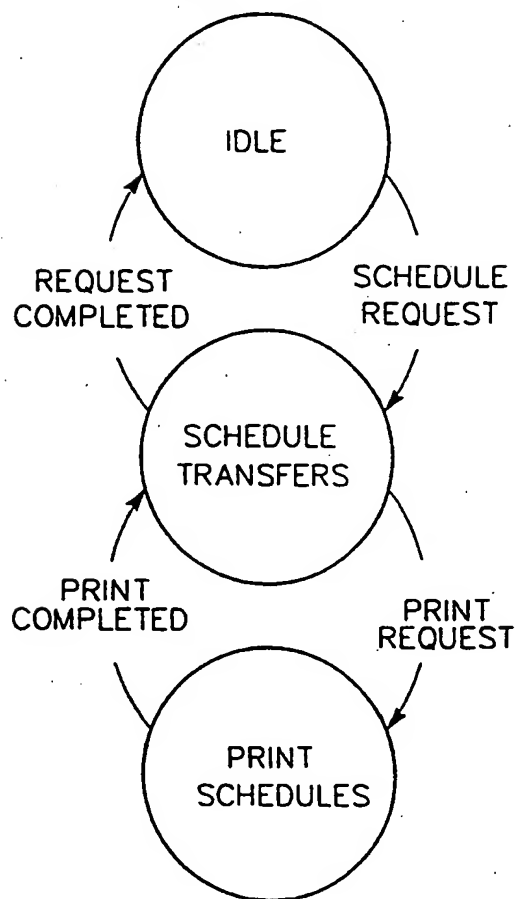 IDLE
REQUEST
COMPLETED
SCHEDULE
REQUEST
SCHEDULE
TRANSFERS
PRINT
COMPLETED
PRINT
REQUEST
PRINT
SCHEDULES